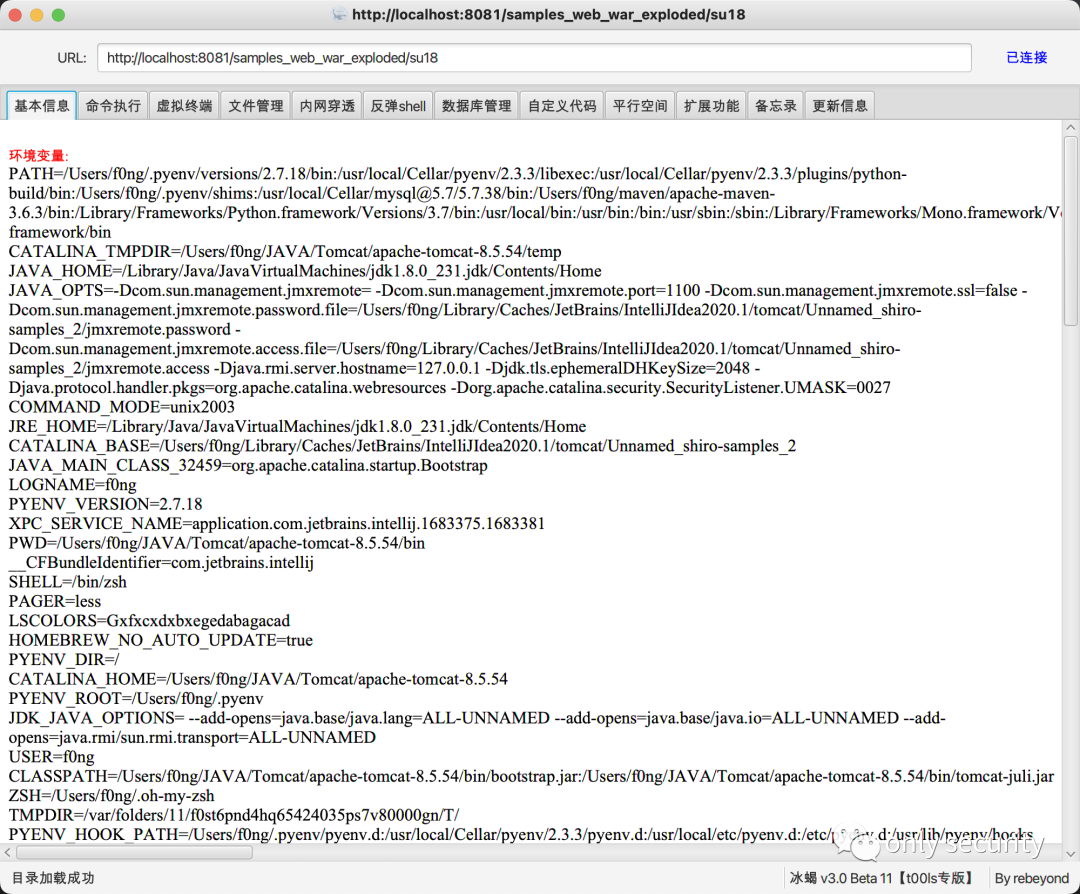 http://localhost:8081/samples_web_war_exploded/su18
URL: http://localhost:8081/samples_web_war_exploded/su18 已连接
基本信息 命令执行 虚拟终端 文件管理 内网穿透 反弹shell 数据库管理 自定义代码 平行空间 扩展功能 备忘录 更新信息
环境变量:
PATH=/Users/f0ng/.pyenv/versions/2.7.18/bin:/usr/local/Cellar/pyenv/2.3.3/libexec:/usr/local/Cellar/pyenv/2.3.3/plugins/python-
build/bin:/Users/f0ng/.pyenv/shims:/usr/local/Cellar/mysql@5.7/5.7.38/bin:/Users/f0ng/maven/apache-maven-
3.6.3/bin:/Library/Frameworks/Python.framework/Versions/3.7/bin:/usr/local/bin:/usr/bin:/bin:/usr/sbin:/sbin:/Library/Frameworks/Mono.framework/
framework/bin
CATALINA_TMPDIR=/Users/f0ng/JAVA/Tomcat/apache-tomcat-8.5.54/temp
JAVA_HOME=/Library/Java/JavaVirtualMachines/jdk1.8.0_231.jdk/Contents/Home
JAVA_OPTS=-Dcom.sun.management.jmxremote= -Dcom.sun.management.jmxremote.port=1100 -Dcom.sun.management.jmxremote.ssl=false -
Dcom.sun.management.jmxremote.password.file=/Users/f0ng/Library/Caches/JetBrains/IntelliJIdea2020.1/tomcat/Unnamed_shiro-
samples_2/jmxremote.password -
Dcom.sun.management.jmxremote.access.file=/Users/f0ng/Library/Caches/JetBrains/IntelliJIdea2020.1/tomcat/Unnamed_shiro-
samples_2/jmxremote.access -Djava.rmi.server.hostname=127.0.0.1 -Djdk.tls.ephemeralDHKeySize=2048 -
Djava.protocol.handler.pkgs=org.apache.catalina.webresources -Dorg.apache.catalina.security.SecurityListener.UMASK=0027
COMMAND_MODE=unix2003
JRE_HOME=/Library/Java/JavaVirtualMachines/jdk1.8.0_231.jdk/Contents/Home
CATALINA_BASE=/Users/f0ng/Library/Caches/JetBrains/IntelliJIdea2020.1/tomcat/Unnamed_shiro-samples_2
JAVA_MAIN_CLASS_32459=org.apache.catalina.startup.Bootstrap
LOGNAME=f0ng
PYENV_VERSION=2.7.18
XPC_SERVICE_NAME=application.com.jetbrains.intellij.1683375.1683381
PWD=/Users/f0ng/JAVA/Tomcat/apache-tomcat-8.5.54/bin
__CFBundleIdentifier=com.jetbrains.intellij
SHELL=/bin/zsh
PAGER=less
LSCOLORS=Gxfxcxdxbxegedabagacad
HOMEBREW_NO_AUTO_UPDATE=true
PYENV_DIR=/
CATALINA_HOME=/Users/f0ng/JAVA/Tomcat/apache-tomcat-8.5.54
PYENV_ROOT=/Users/f0ng/.pyenv
JDK_JAVA_OPTIONS= --add-opens=java.base/java.lang=ALL-UNNAMED --add-opens=java.base/java.io=ALL-UNNAMED --add-
opens=java.rmi/sun.rmi.transport=ALL-UNNAMED
USER=f0ng
CLASSPATH=/Users/f0ng/JAVA/Tomcat/apache-tomcat-8.5.54/bin/bootstrap.jar:/Users/f0ng/JAVA/Tomcat/apache-tomcat-8.5.54/bin/tomcat-juli.jar
ZSH=/Users/f0ng/.oh-my-zsh
TMPDIR=/var/folders/11/f0st6pnd4hq65424035ps7v80000gn/T/
PYENV_HOOK_PATH=/Users/f0ng/.pyenv/pyenv.d:/usr/local/Cellar/pyenv/2.3.3/pyenv.d:/usr/local/etc/pyenv.d:/etc/pyenv.d:/usr/lib/pyenv/hooks
only security
目录加载成功 冰蝎 v3.0 Beta 11【t00ls专版】 By rebeyond